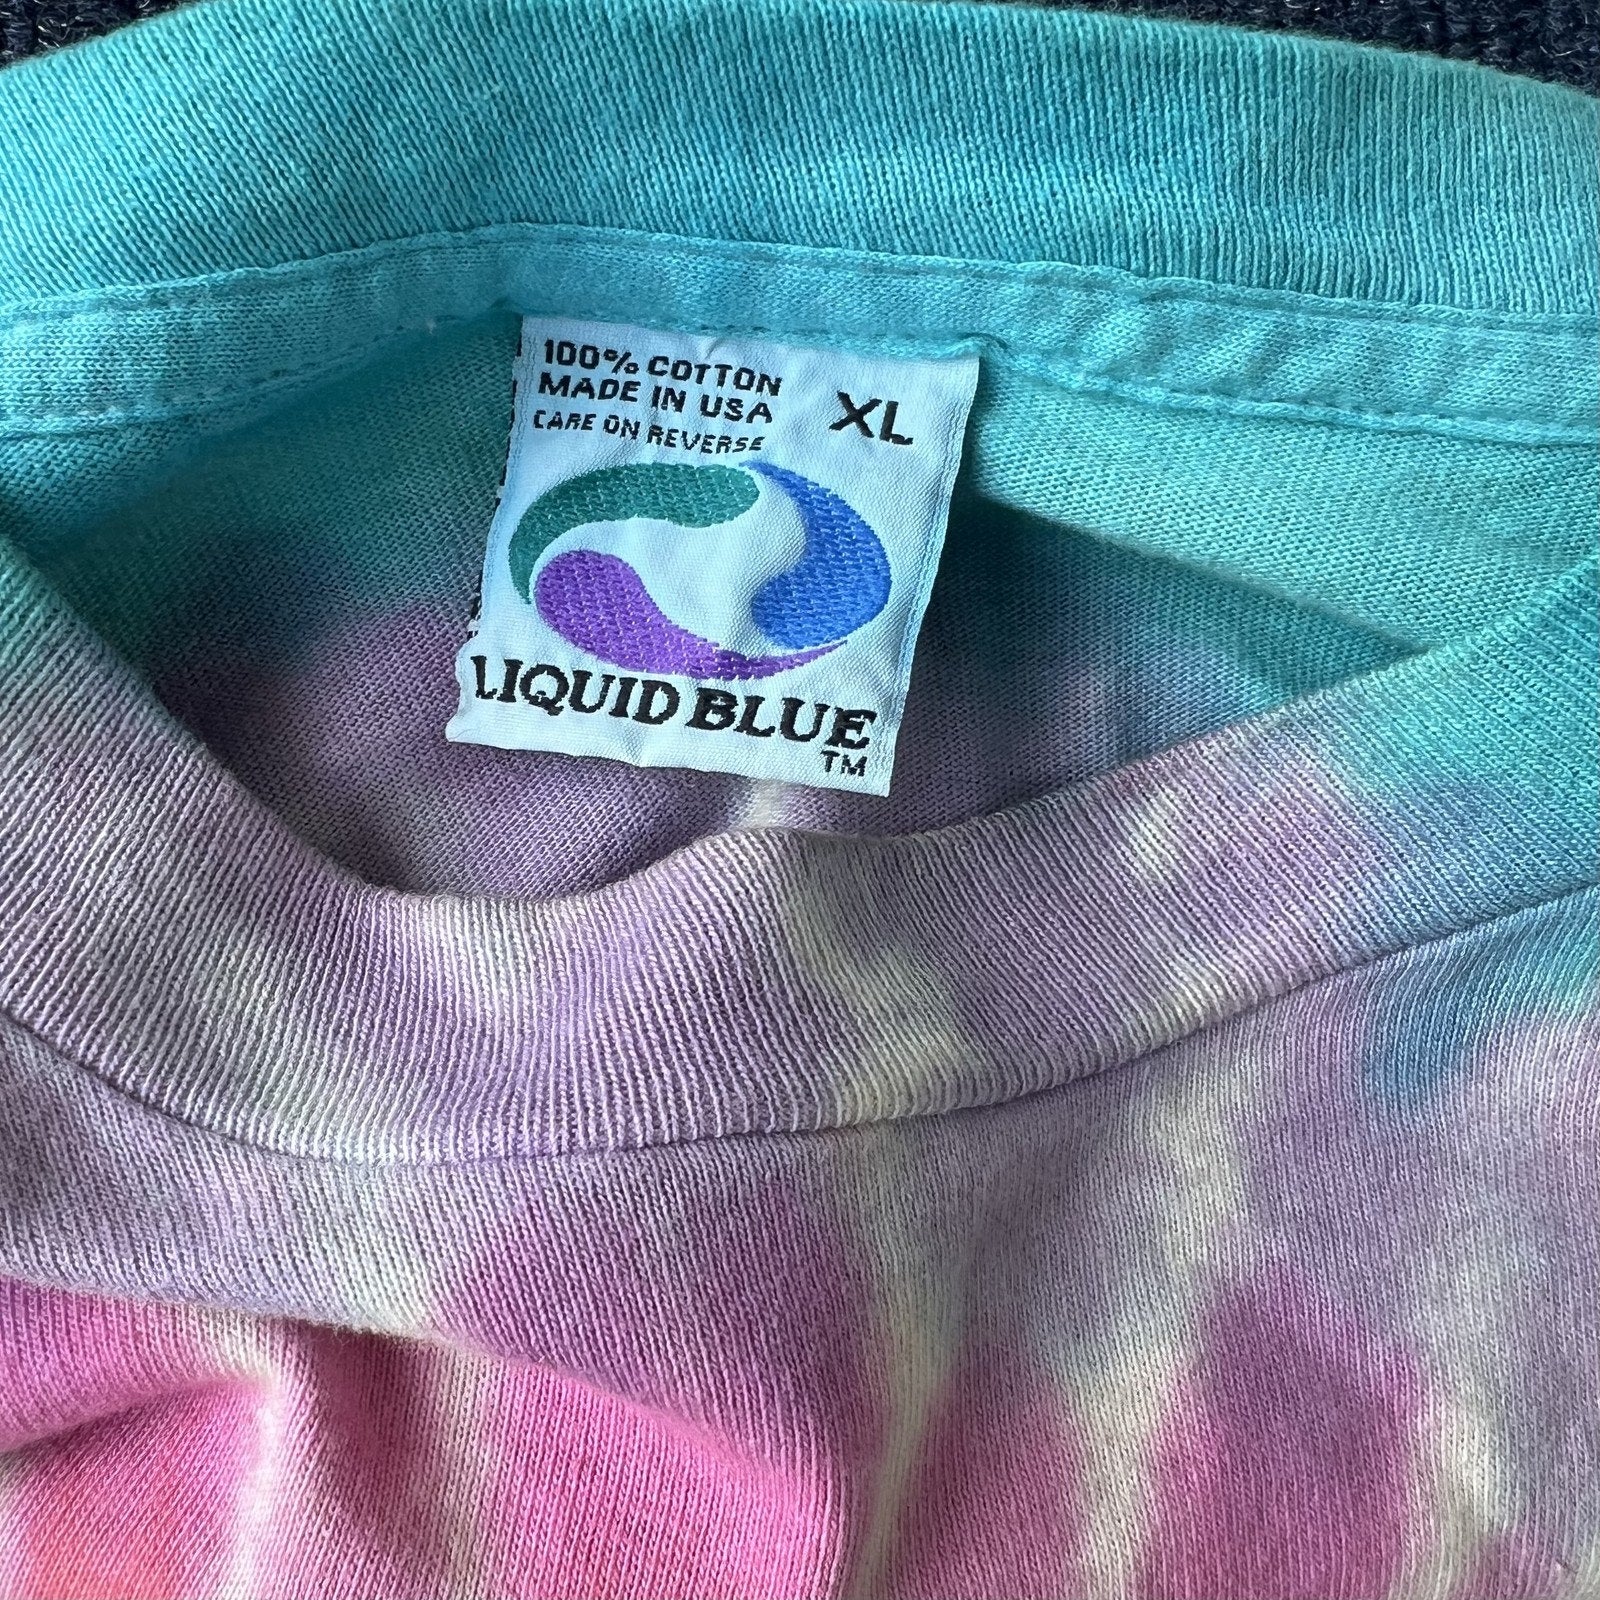 100% COTTON
MADE IN USA
CARE ON REVERSE
XL
LIQUID BLUE
TM